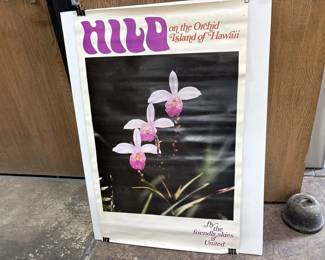 HILO
on the Orchid
Island of Hawaii
Fly
the
friendly skies
of
United